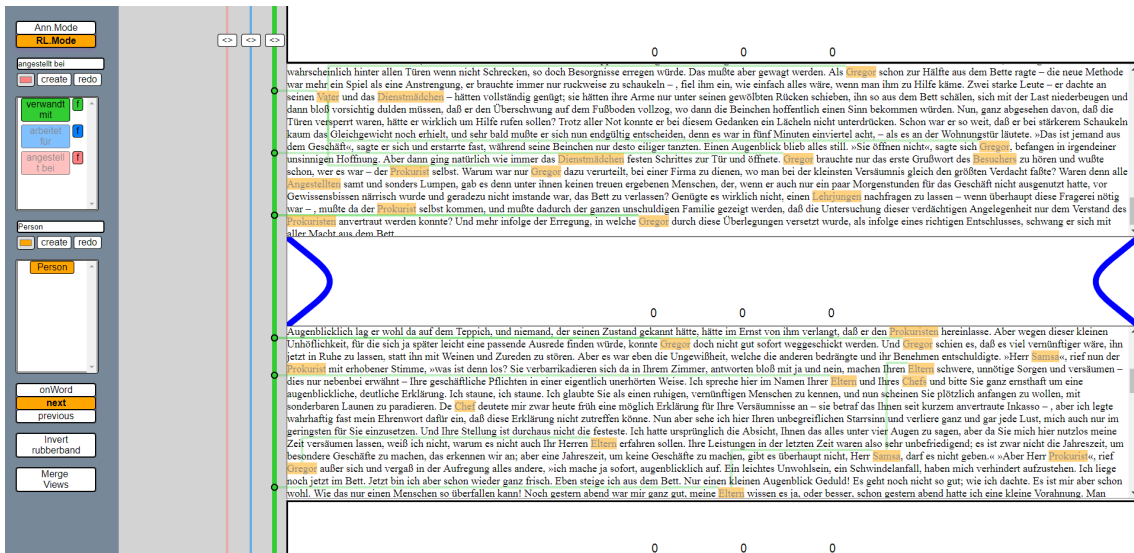 Ann.Mode
RL.Mode
<> <> <>
angestellt bei
create redo
verwandt mit f
arbeitet für f
angestell t bei f
Person
create redo
Person
onWord
next
previous
Invert rubberband
Merge Views
0 0 0
wahrscheinlich hinter allen Türen wenn nicht Schrecken, so doch Besorgnisse erregen würde. Das mußte aber gewagt werden. Als Gregor schon zur Hälfte aus dem Bette ragte – die neue Methode
war mehr ein Spiel als eine Anstrengung, er brauchte immer nur ruckweise zu schaukeln – , fiel ihm ein, wie einfach alles wäre, wenn man ihm zu Hilfe käme. Zwei starke Leute – er dachte an
seinen Vater und das Dienstmädchen – hätten vollständig genügt; sie hätten ihre Arme nur unter seinen gewölbten Rücken schieben, ihn so aus dem Bett schälen, sich mit der Last niederbeugen und
dann bloß vorsichtig dulden müssen, daß er den Überschwung auf dem Fußboden vollzog, wo dann die Beinchen hoffentlich einen Sinn bekommen würden. Nun, ganz abgesehen davon, daß die
Türen versperrt waren, hätte er wirklich um Hilfe rufen sollen? Trotz aller Not konnte er bei diesem Gedanken ein Lächeln nicht unterdrücken. Schon war er so weit, daß er bei stärkerem Schaukeln
kaum das Gleichgewicht noch erhielt, und sehr bald mußte er sich nun endgültig entscheiden, denn es war in fünf Minuten einviertel acht, – als es an der Wohnungstür läutete. »Das ist jemand aus
dem Geschäft«, sagte er sich und erstarrte fast, während seine Beinchen nur desto eiliger tanzten. Einen Augenblick blieb alles still. »Sie öffnen nicht«, sagte sich Gregor, befangen in irgendeiner
unsinnigen Hoffnung. Aber dann ging natürlich wie immer das Dienstmädchen festen Schrittes zur Tür und öffnete. Gregor brauchte nur das erste Grußwort des Besuchers zu hören und wußte
schon, wer es war – der Prokurist selbst. Warum war nur Gregor dazu verurteilt, bei einer Firma zu dienen, wo man bei der kleinsten Versäumnis gleich den größten Verdacht faßte? Waren denn alle
Angestellten samt und sonders Lumpen, gab es denn unter ihnen keinen treuen ergebenen Menschen, der, wenn er auch nur ein paar Morgenstunden für das Geschäft nicht ausgenutzt hatte, vor
Gewissensbissen närrisch wurde und geradezu nicht imstande war, das Bett zu verlassen? Genügte es wirklich nicht, einen Lehrjungen nachfragen zu lassen – wenn überhaupt diese Fragerei nötig
war – , mußte da der Prokurist selbst kommen, und mußte dadurch der ganzen unschuldigen Familie gezeigt werden, daß die Untersuchung dieser verdächtigen Angelegenheit nur dem Verstand des
Prokuristen anvertraut werden konnte? Und mehr infolge der Erregung, in welche Gregor durch diese Überlegungen versetzt wurde, als infolge eines richtigen Entschlusses, schwang er sich mit
aller Macht aus dem Bett.
0 0 0
Augenblicklich lag er wohl da auf dem Teppich, und niemand, der seinen Zustand gekannt hätte, hätte im Ernst von ihm verlangt, daß er den Prokuristen hereinlasse. Aber wegen dieser kleinen
Unhöflichkeit, für die sich ja später leicht eine passende Ausrede finden würde, konnte Gregor doch nicht gut sofort weggeschickt werden. Und Gregor schien es, daß es viel vernünftiger wäre, ihn
jetzt in Ruhe zu lassen, statt ihn mit Weinen und Zureden zu stören. Aber es war eben die Ungewißheit, welche die anderen bedrängte und ihr Benehmen entschuldigte. »Herr Samsa«, rief nun der
Prokurist mit erhobener Stimme, »was ist denn los? Sie verbarrikadieren sich da in Ihrem Zimmer, antworten bloß mit ja und nein, machen Ihren Eltern schwere, unnötige Sorgen und versäumen –
dies nur nebenbei erwähnt – Ihre geschäftliche Pflichten in einer eigentlich unerhörten Weise. Ich spreche hier im Namen Ihrer Eltern und Ihres Chefs und bitte Sie ganz ernsthaft um eine
augenblickliche, deutliche Erklärung. Ich staune, ich staune. Ich glaubte Sie als einen ruhigen, vernünftigen Menschen zu kennen, und nun scheinen Sie plötzlich anfangen zu wollen, mit
sonderbaren Launen zu paradieren. De Chef deutete mir zwar heute früh eine möglich Erklärung für Ihre Versäumnisse an – sie betraf das Ihnen seit kurzem anvertraute Inkasso – , aber ich legte
wahrhaftig fast mein Ehrenwort dafür ein, daß diese Erklärung nicht zutreffen könne. Nun aber sehe ich hier Ihren unbegreiflichen Starrsinn und verliere ganz und gar jede Lust, mich auch nur im
geringsten für Sie einzusetzen. Und Ihre Stellung ist durchaus nicht die festeste. Ich hatte ursprünglich die Absicht, Ihnen das alles unter vier Augen zu sagen, aber da Sie mich hier nutzlos meine
Zeit versäumen lassen, weiß ich nicht, warum es nicht auch Ihr Herren Eltern erfahren sollen. Ihre Leistungen in der letzten Zeit waren also sehr unbefriedigend; es ist zwar nicht die Jahreszeit, um
besondere Geschäfte zu machen, das erkennen wir an; aber eine Jahreszeit, um keine Geschäfte zu machen, gibt es überhaupt nicht, Herr Samsa, darf es nicht geben.« »Aber Herr Prokurist«, rief
Gregor außer sich und vergaß in der Aufregung alles andere, »ich mache ja sofort, augenblicklich auf. Ein leichtes Unwohlsein, ein Schwindelanfall, haben mich verhindert aufzustehen. Ich liege
noch jetzt im Bett. Jetzt bin ich aber schon wieder ganz frisch. Eben steige ich aus dem Bett. Nur einen kleinen Augenblick Geduld! Es geht noch nicht so gut; wie ich dachte. Es ist mir aber schon
wohl. Wie das nur einen Menschen so überfallen kann! Noch gestern abend war mir ganz gut, meine Eltern wissen es ja, oder besser, schon gestern abend hatte ich eine kleine Vorahnung. Man
0 0 0